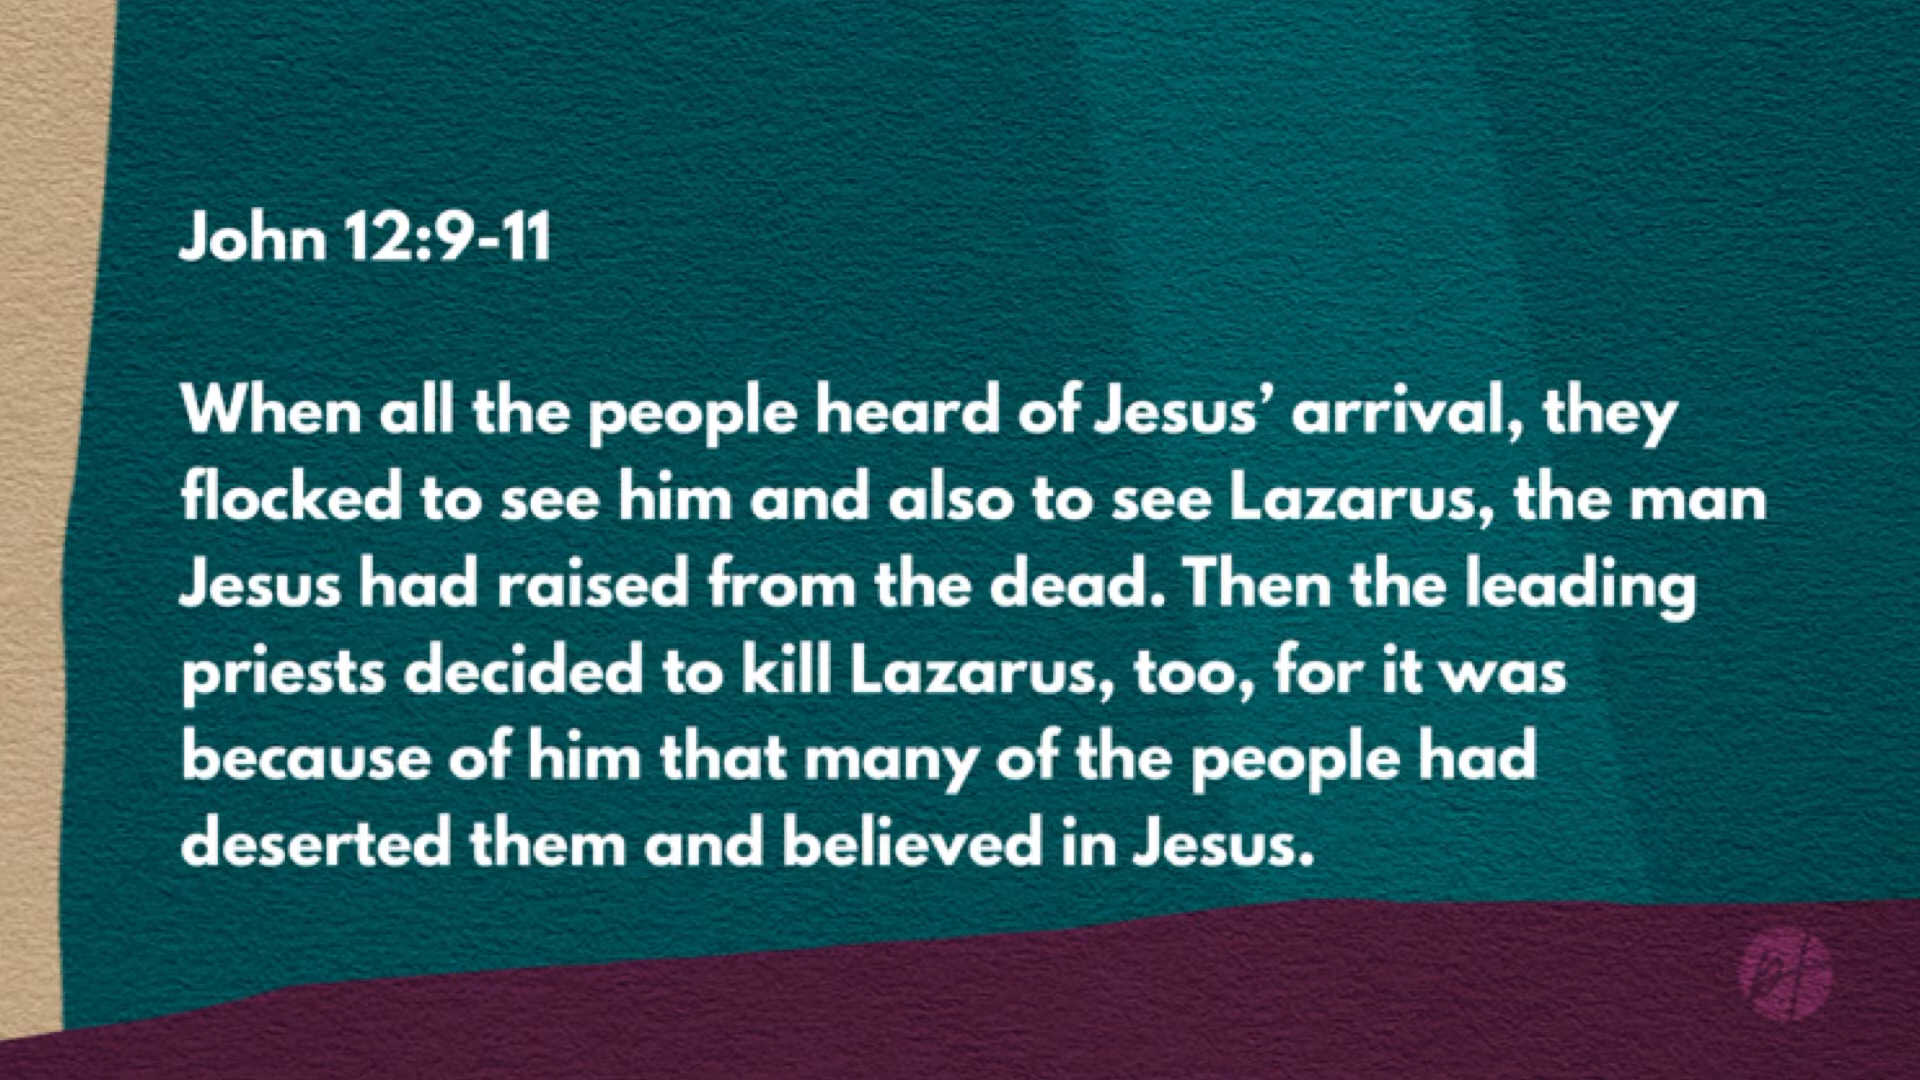 John 12:9-11
When all the people heard of Jesus’ arrival, they
flocked to see him and also to see Lazarus, the man
Jesus had raised from the dead. Then the leading
priests decided to kill Lazarus, too, for it was
because of him that many of the people had
deserted them and believed in Jesus.